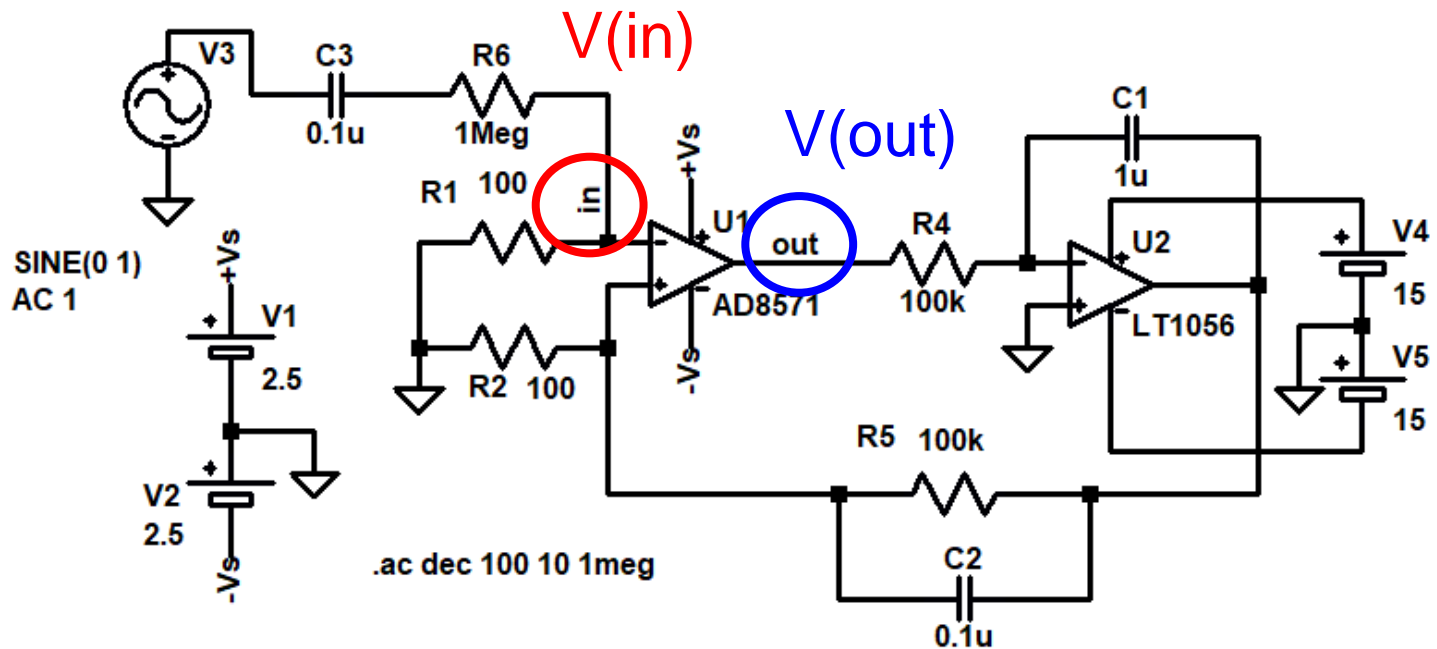 V(in)
V3
C3
R6
0.1u
1Meg
V(out)
C1
1u
R1
100
in
+Vs
U1
out
R4
U2
V4
SINE(0 1)
AC 1
+Vs
AD8571
100k
LT1056
15
V1
2.5
R2
100
-Vs
V5
15
R5
100k
V2
2.5
-Vs
.ac dec 100 10 1meg
C2
0.1u